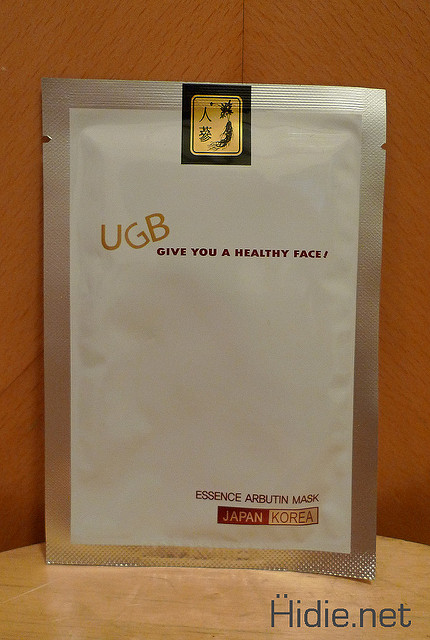 人
蔘
UGB
GIVE YOU A HEALTHY FACE!
ESSENCE ARBUTIN MASK
JAPAN KOREA
Hidie.net